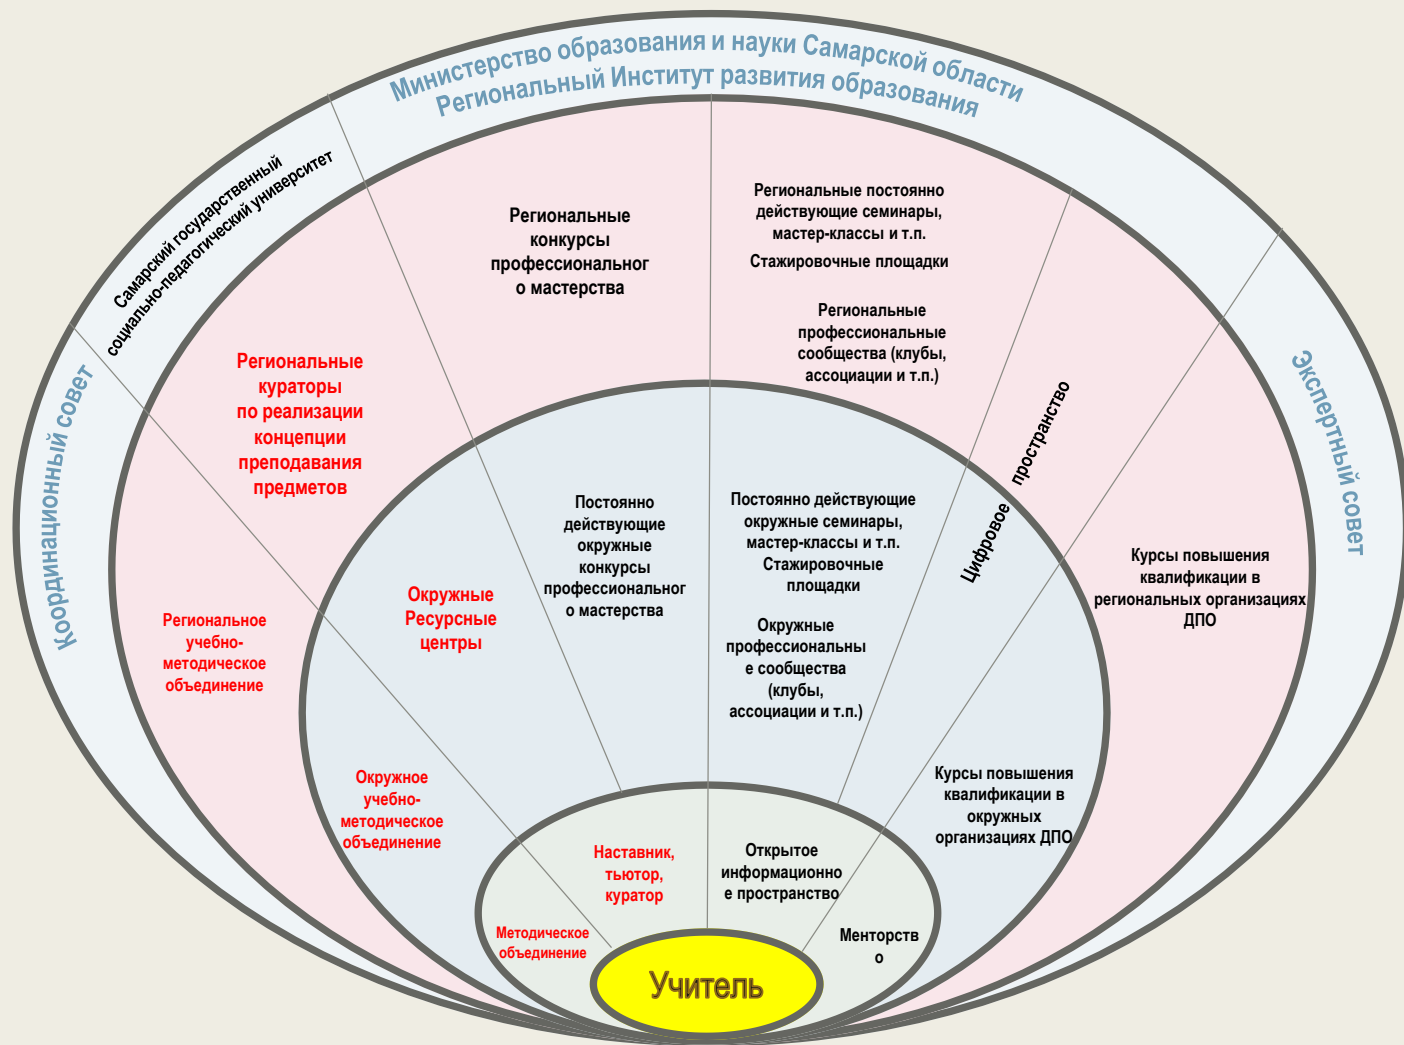 Министерство образования и науки Самарской области
Региональный Институт развития образования
Самарский государственный
социально-педагогический университет
Координационный совет
Экспертный совет
Региональные
конкурсы
профессиональног
о мастерства
Региональные постоянно
действующие семинары,
мастер-классы и т.п.
Стажировочные площадки
Региональные
профессиональные
сообщества (клубы,
ассоциации и т.п.)
Региональные
кураторы
по реализации
концепции
преподавания
предметов
Цифровое пространство
Постоянно
действующие
окружные
конкурсы
профессиональног
о мастерства
Постоянно действующие
окружные семинары,
мастер-классы и т.п.
Стажировочные
площадки
Окружные
профессиональны
е сообщества
(клубы,
ассоциации и т.п.)
Курсы повышения
квалификации в
региональных организациях
ДПО
Окружные
Ресурсные
центры
Региональное
учебно-
методическое
объединение
Окружное
учебно-
методическое
объединение
Курсы повышения
квалификации в
окружных
организациях ДПО
Наставник,
тьютор,
куратор
Открытое
информационно
е пространство
Методическое
объединение
Менторств
о
Учитель